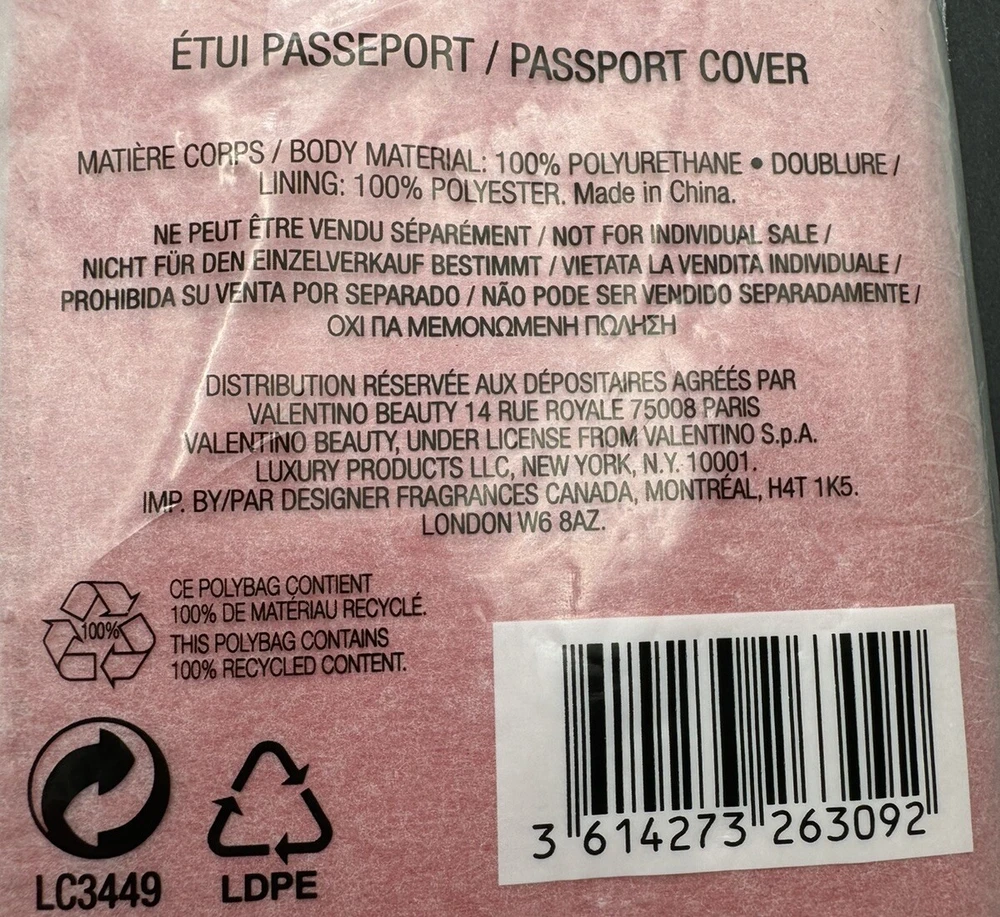 ÉTUI PASSEPORT / PASSPORT COVER
MATIÈRE CORPS / BODY MATERIAL: 100% POLYURETHANE • DOUBLURE /
LINING: 100% POLYESTER. Made in China.
NE PEUT ÊTRE VENDU SÉPARÉMENT / NOT FOR INDIVIDUAL SALE /
NICHT FÜR DEN EINZELVERKAUF BESTIMMT / VIETATA LA VENDITA INDIVIDUALE /
PROHIBIDA SU VENTA POR SEPARADO / NÃO PODE SER VENDIDO SEPARADAMENTE /
ΟΧΙ ΓΙΑ ΜΕΜΟΝΩΜΕΝΗ ΠΩΛΗΣΗ
DISTRIBUTION RÉSERVÉE AUX DÉPOSITAIRES AGRÉÉS PAR
VALENTINO BEAUTY 14 RUE ROYALE 75008 PARIS
VALENTINO BEAUTY, UNDER LICENSE FROM VALENTINO S.p.A.
LUXURY PRODUCTS LLC, NEW YORK, N.Y. 10001.
IMP. BY/PAR DESIGNER FRAGRANCES CANADA, MONTRÉAL, H4T 1K5.
LONDON W6 8AZ.
100%
CE POLYBAG CONTIENT
100% DE MATÉRIAU RECYCLÉ.
THIS POLYBAG CONTAINS
100% RECYCLED CONTENT.
LC3449
LDPE
3 614273 263092